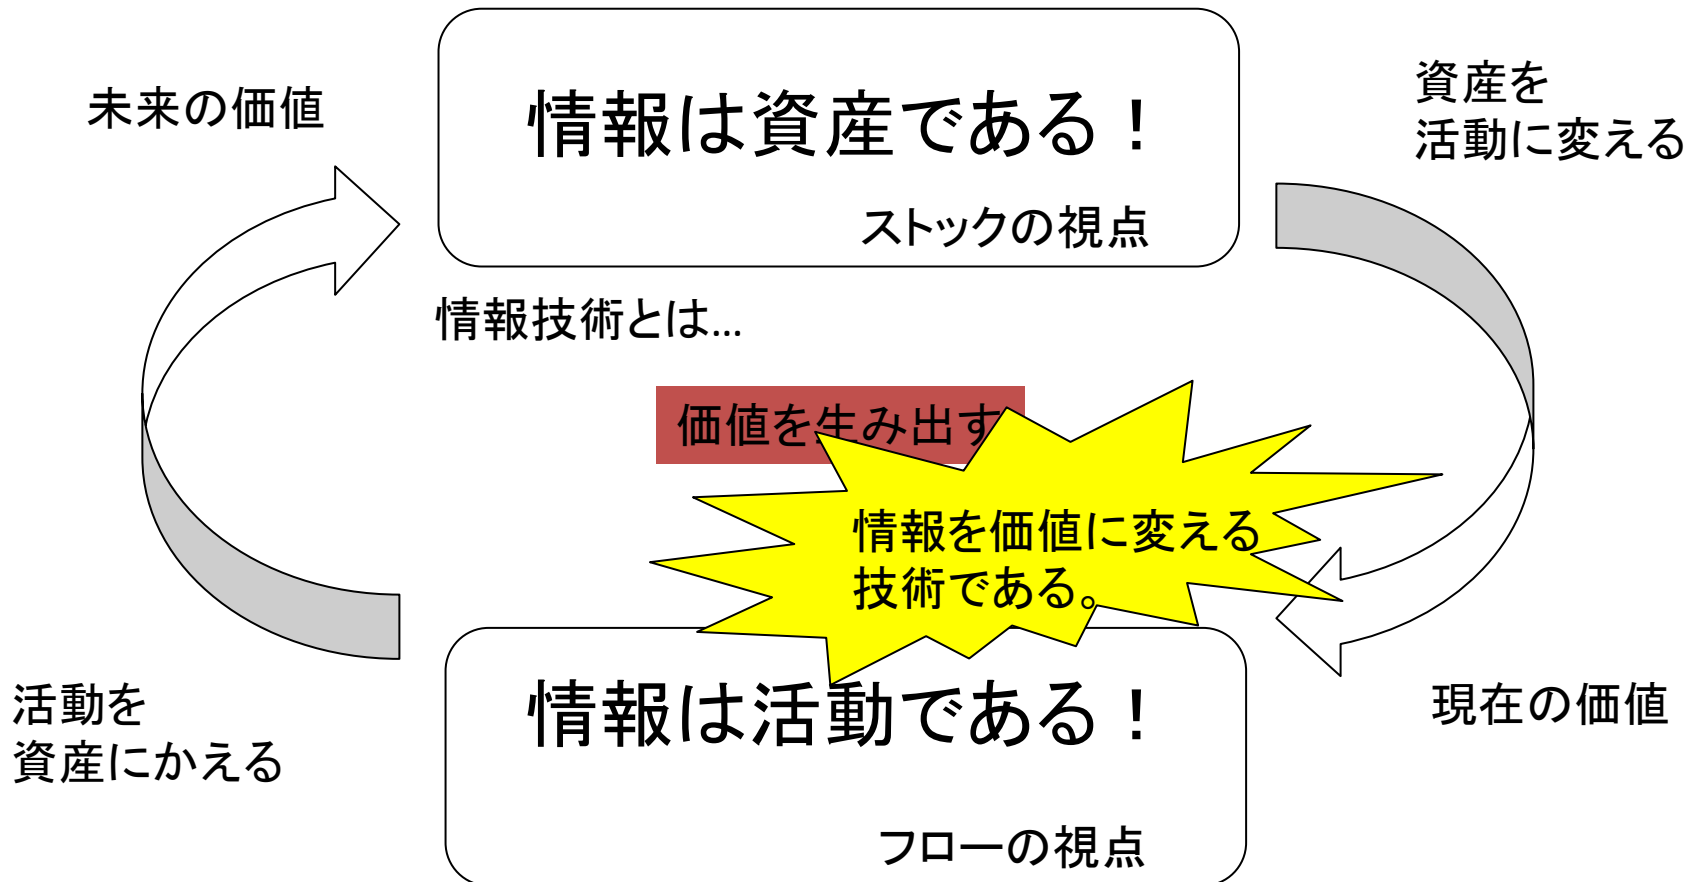 未来の価値
情報は資産である！
ストックの視点
資産を
活動に変える
情報技術とは...
価値を生み出す
情報を価値に変える
技術である。
活動を
資産にかえる
情報は活動である！
フローの視点
現在の価値